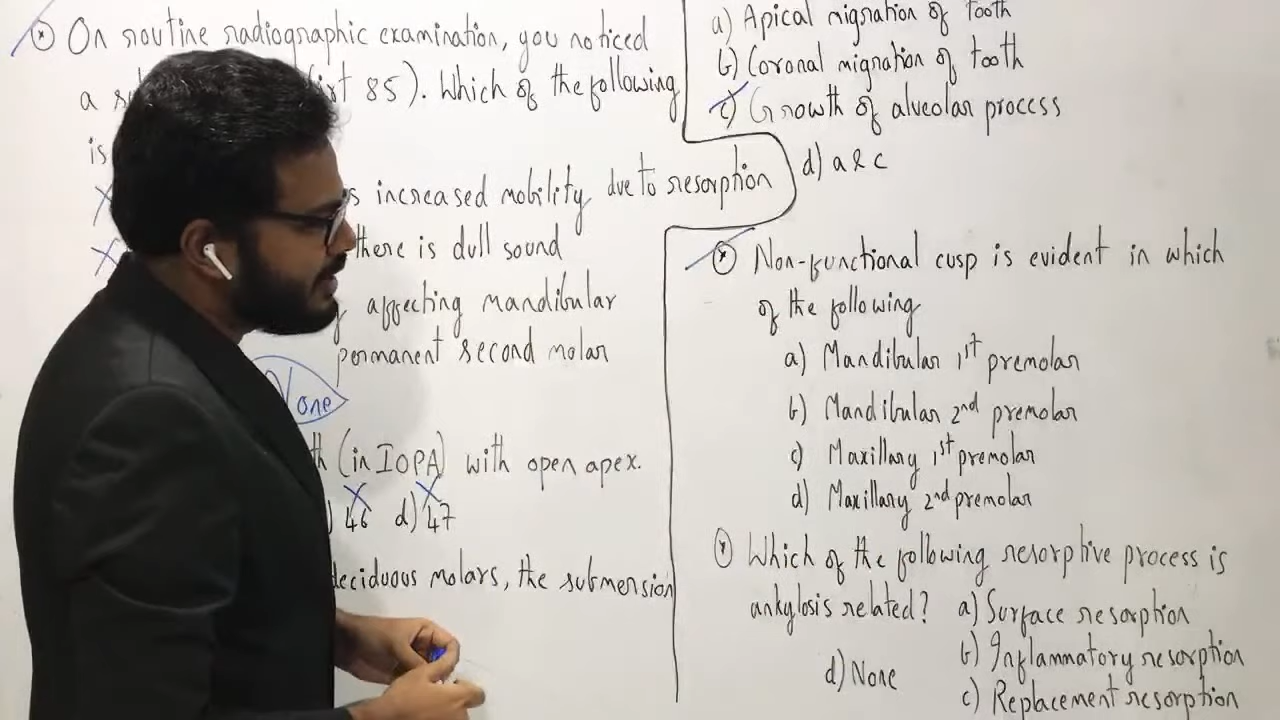 On routine radiographic examination, you noticed
a 85). Which of the following
is
increased mobility due to resorption
there is dull sound
affecting mandibular
permanent second molar
None
(in IOPA) with open apex.
46 d) 47
deciduous molars, the submersion
a) Apical migration of tooth
b) Coronal migration of tooth
c) Growth of alveolar process
d) a & c
Non-functional cusp is evident in which
of the following
a) Mandibular 1st premolar
b) Mandibular 2nd premolar
c) Maxillary 1st premolar
d) Maxillary 2nd premolar
Which of the following resorptive process is
ankylosis related? a) Surface resorption
b) Inflammatory resorption
d) None
c) Replacement resorption